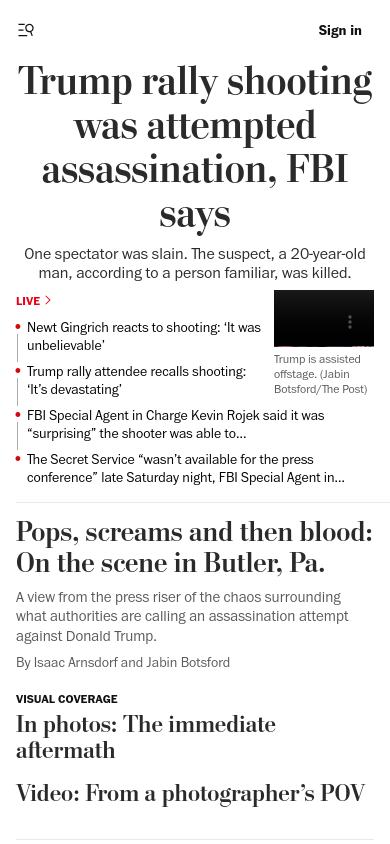 Sign in
Trump rally shooting
was attempted
assassination, FBI
says
One spectator was slain. The suspect, a 20-year-old
man, according to a person familiar, was killed.
LIVE
Newt Gingrich reacts to shooting: ‘It was
unbelievable’
Trump rally attendee recalls shooting:
‘It’s devastating’
FBI Special Agent in Charge Kevin Rojek said it was
“surprising” the shooter was able to...
The Secret Service “wasn’t available for the press
conference” late Saturday night, FBI Special Agent in...
Trump is assisted
offstage. (Jabin
Botsford/The Post)
Pops, screams and then blood:
On the scene in Butler, Pa.
A view from the press riser of the chaos surrounding
what authorities are calling an assassination attempt
against Donald Trump.
By Isaac Arnsdorf and Jabin Botsford
VISUAL COVERAGE
In photos: The immediate
aftermath
Video: From a photographer’s POV